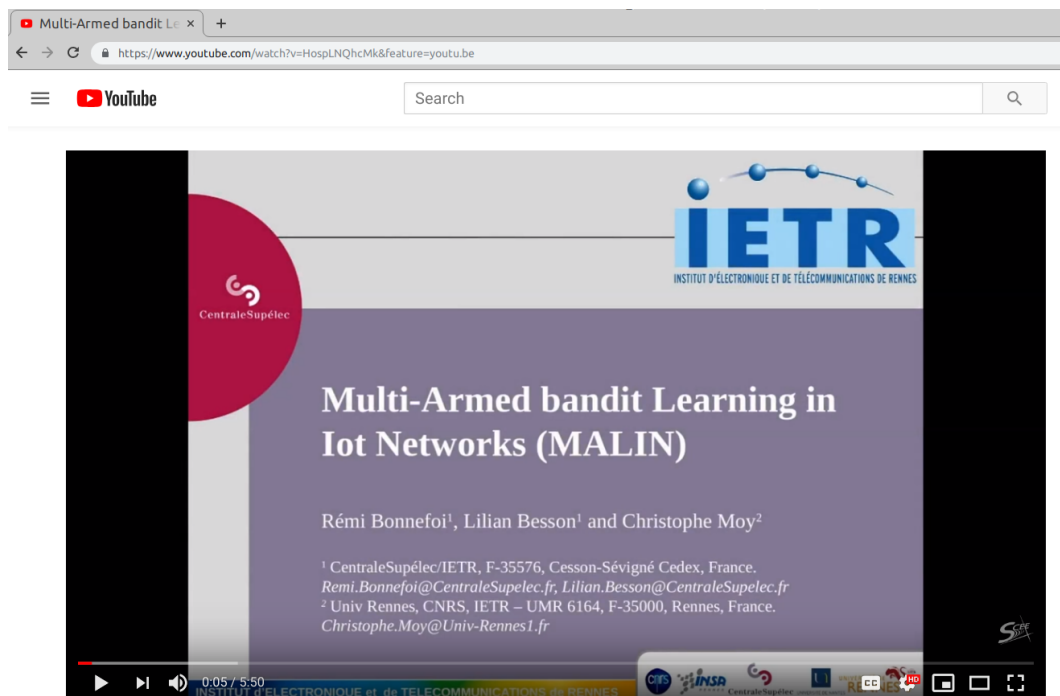 Multi-Armed bandit Le
https://www.youtube.com/watch?v=HospLNQhcMk&feature=youtu.be
YouTube
Search
IETR
INSTITUT D'ÉLECTRONIQUE ET DE TÉLÉCOMMUNICATIONS DE RENNES
CentraleSupélec
Multi-Armed bandit Learning in
Iot Networks (MALIN)
Rémi Bonnefoi¹, Lilian Besson¹ and Christophe Moy²
¹ CentraleSupélec/IETR, F-35576, Cesson-Sévigné Cedex, France.
Remi.Bonnefoi@CentraleSupelec.fr, Lilian.Besson@CentraleSupelec.fr
² Univ Rennes, CNRS, IETR – UMR 6164, F-35000, Rennes, France.
Christophe.Moy@Univ-Rennes1.fr
SCEE
0:05 / 5:50
INSTITUT d'ELECTRONIQUE et de TELECOMMUNICATIONS de RENNES
cnrs
INSA
CentraleSupélec
CC
HD